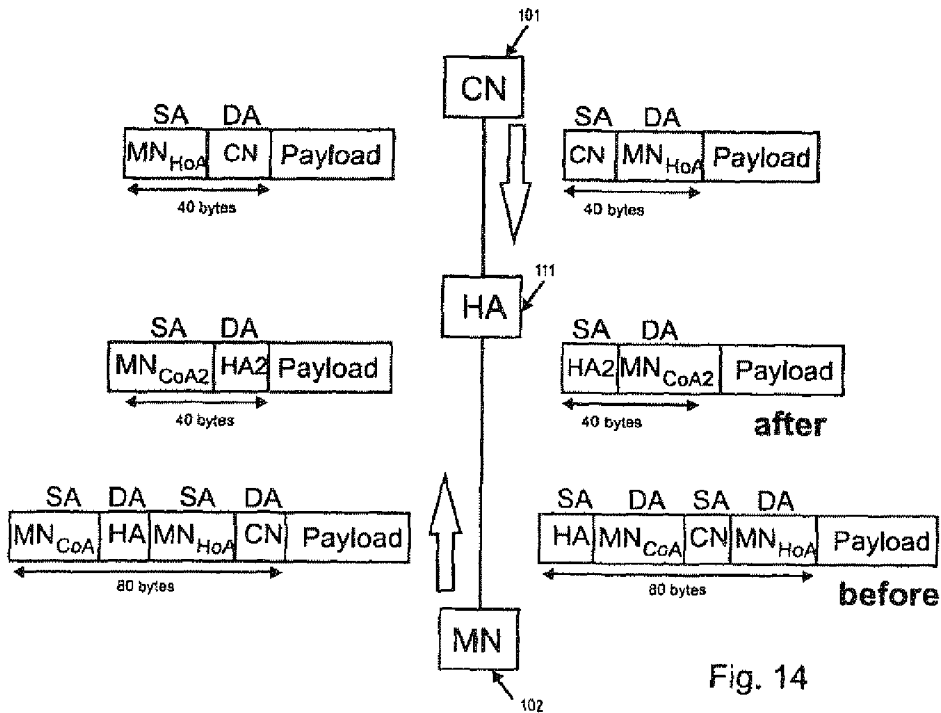 101
CN
SA DA
MN_HoA CN Payload
40 bytes
SA DA
CN MN_HoA Payload
40 bytes
111
HA
SA DA
MN_CoA2 HA2 Payload
40 bytes
SA DA
HA2 MN_CoA2 Payload
40 bytes
after
SA DA SA DA
MN_CoA HA MN_HoA CN Payload
80 bytes
SA DA SA DA
HA MN_CoA CN MN_HoA Payload
80 bytes
before
MN
102
Fig. 14